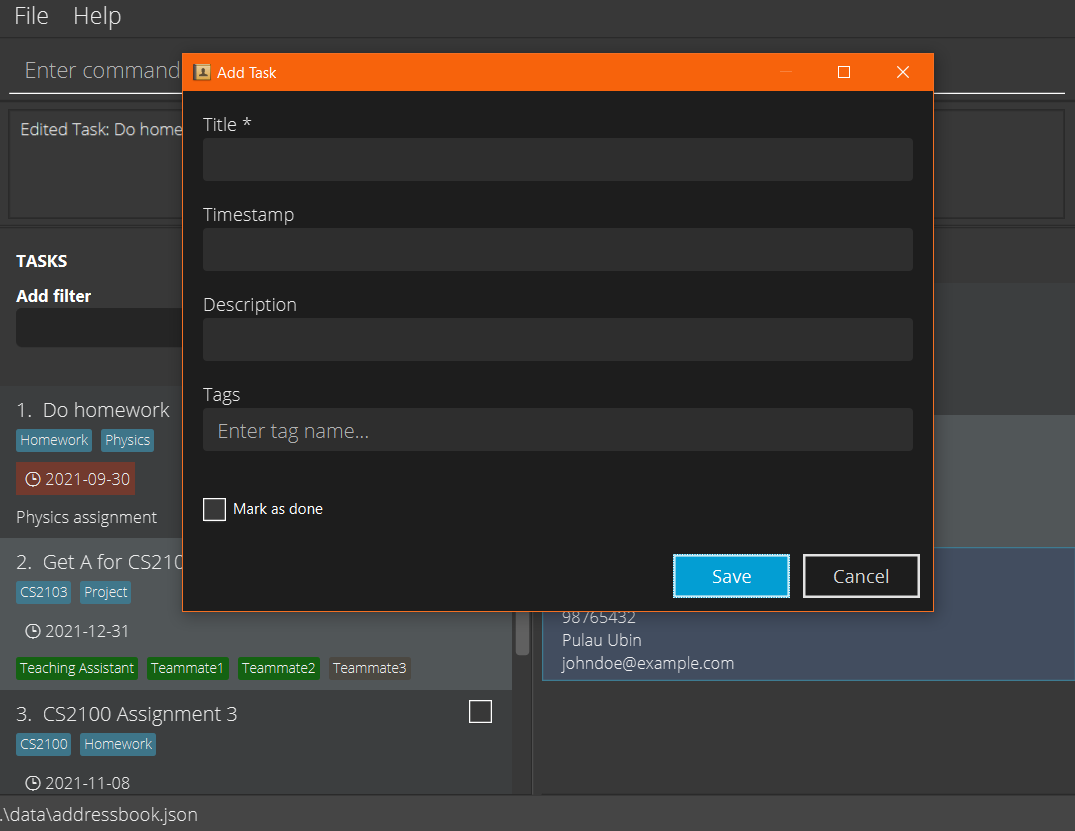 File Help
Enter command
Add Task
Edited Task: Do home
Title *
Timestamp
Description
Tags
Enter tag name...
Mark as done
Save Cancel
TASKS
Add filter
1. Do homework
Homework Physics
2021-09-30
Physics assignment
2. Get A for CS210
CS2103 Project
2021-12-31
Teaching Assistant Teammate1 Teammate2 Teammate3
3. CS2100 Assignment 3
CS2100 Homework
2021-11-08
98765432
Pulau Ubin
johndoe@example.com
.\data\addressbook.json